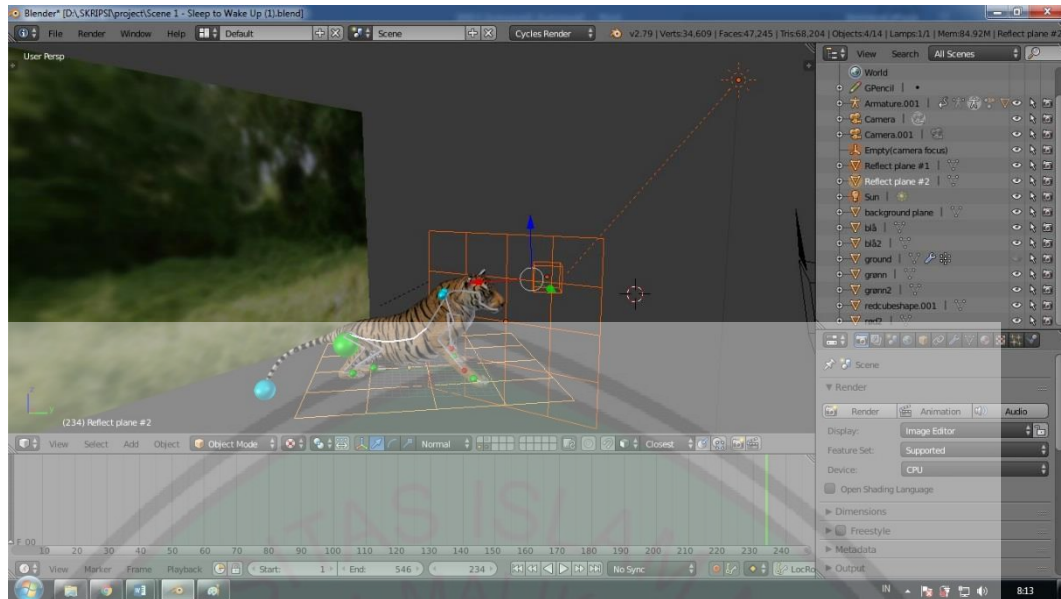 Blender* [D:\SKRIPSI\project\Scene 1 - Sleep to Wake Up (1).blend]
File Render Window Help Default Scene Cycles Render v2.79 | Verts:34,609 | Faces:47,245 | Tris:68,204 | Objects:4/14 | Lamps:1/1 | Mem:84.92M | Reflect plane #2
User Persp
View Search All Scenes
World
GPencil
Armature.001
Camera
Camera.001
Empty(camera focus)
Reflect plane #1
Reflect plane #2
Sun
background plane
blå
blå2
ground
grønn
grønn2
redcubeshape.001
rød2
Scene
Render
Render Animation Audio
Display: Image Editor
Feature Set: Supported
Device: CPU
Open Shading Language
Dimensions
Freestyle
Metadata
Output
(234) Reflect plane #2
View Select Add Object Object Mode Normal Closest
TAS ISL
10 20 30 40 50 60 70 80 90 100 110 120 130 140 150 160 170 180 190 200 210 220 230 240
View Marker Frame Playback Start: 1 End: 546 234 No Sync LocRo
IN 8:13